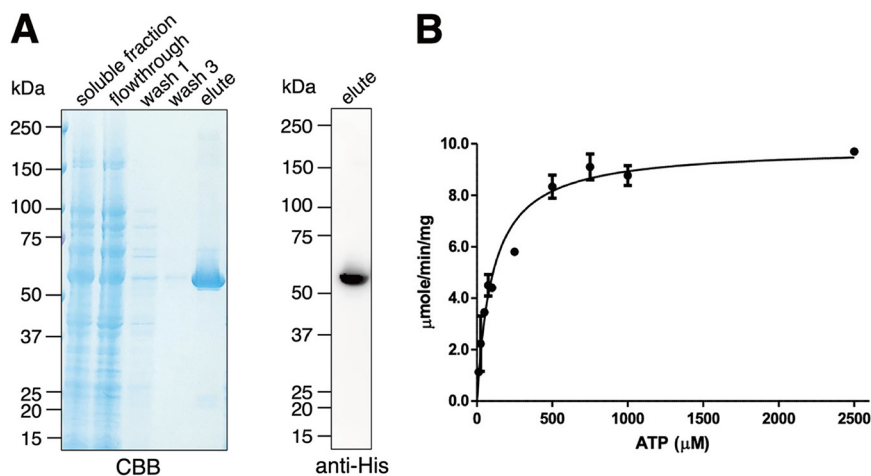 A
B
soluble fraction
flowthrough
wash 1
wash 3
elute
kDa
250
150
100
75
50
37
25
20
15
CBB
elute
kDa
250
150
100
75
50
37
25
20
15
anti-His
μmole/min/mg
10.0
8.0
6.0
4.0
2.0
0.0
0 500 1000 1500 2000 2500
ATP (μM)